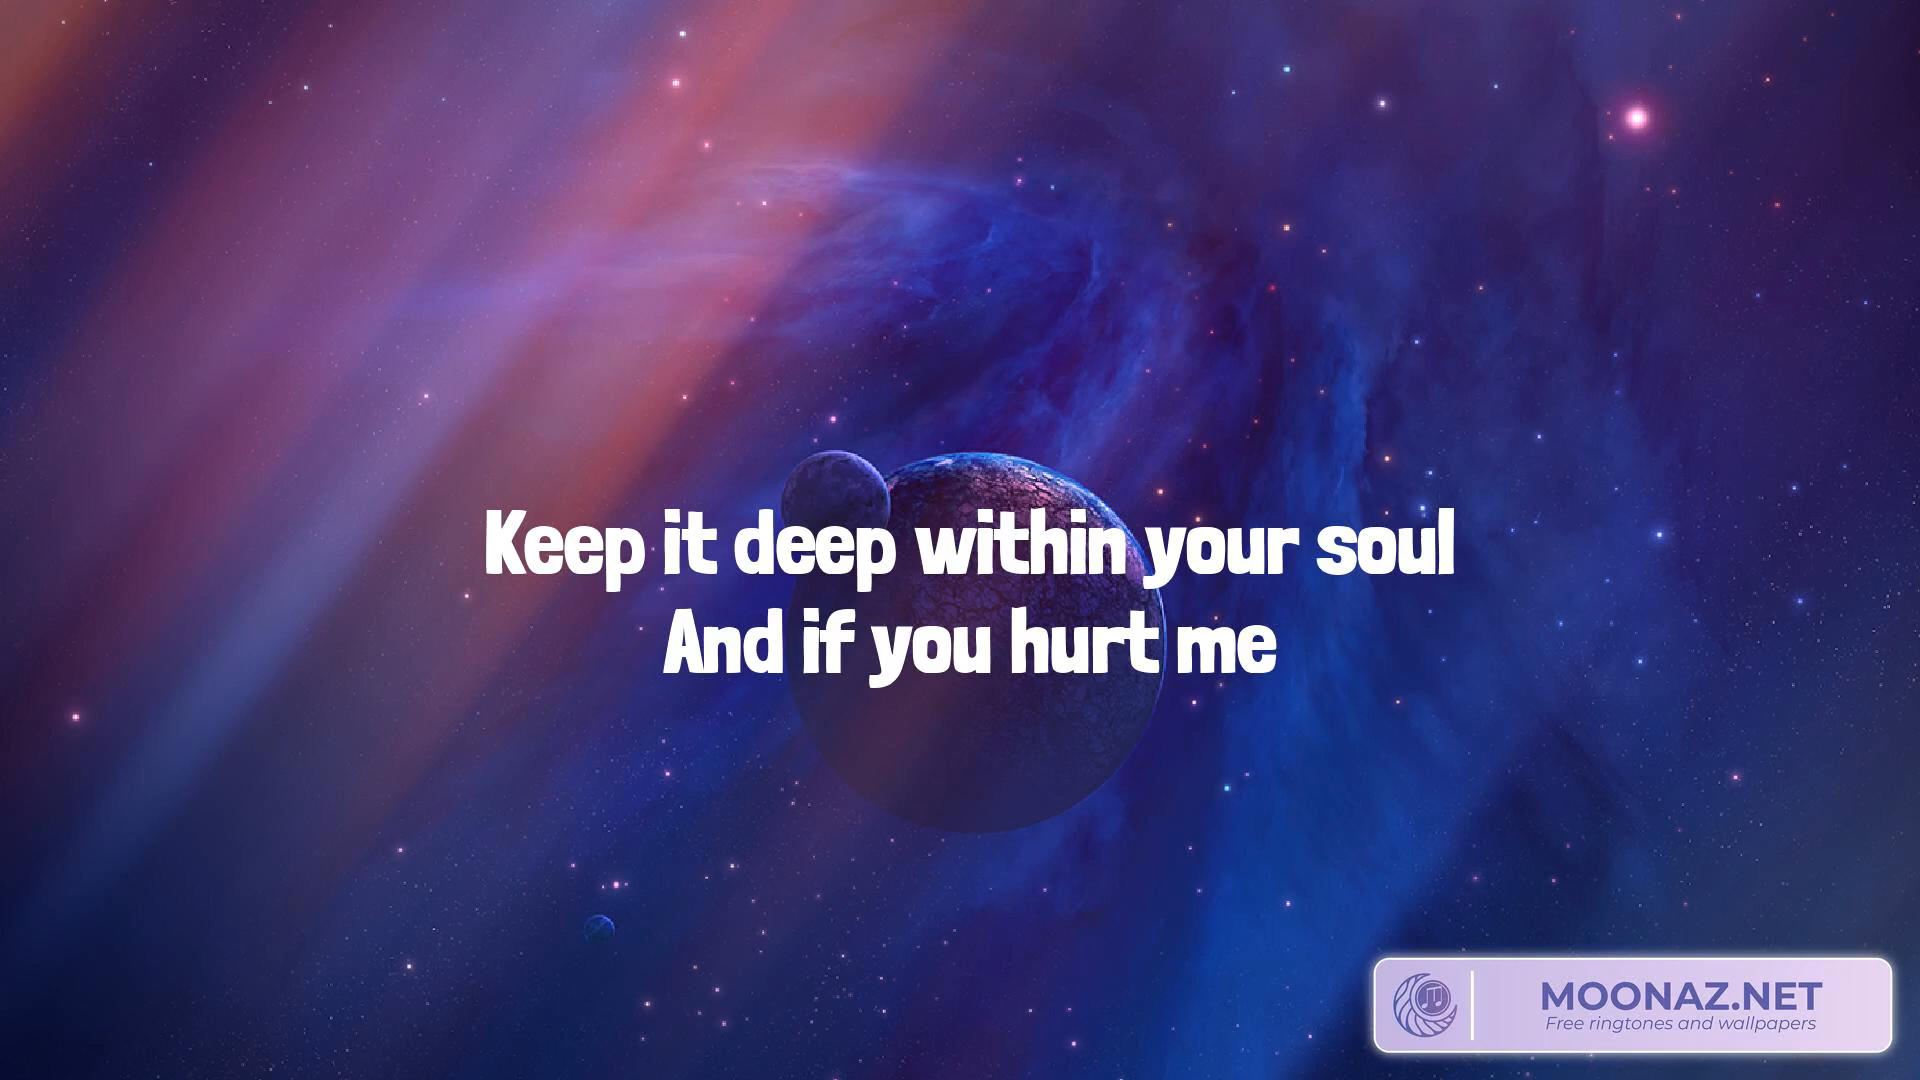 Keep it deep within your soul
And if you hurt me
MOONAZ.NET
Free ringtones and wallpapers